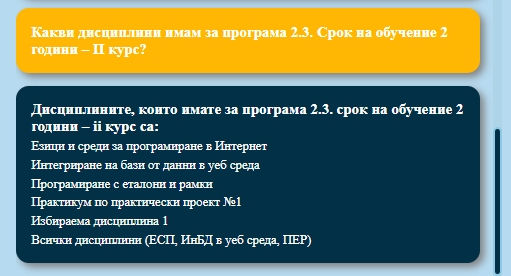 Какви дисциплини имам за програма 2.3. Срок на обучение 2
години – II курс?
Дисциплините, които имате за програма 2.3. срок на обучение 2
години – ii курс са:
Езици и среди за програмиране в Интернет
Интегриране на бази от данни в уеб среда
Програмиране с еталони и рамки
Практикум по практически проект №1
Избираема дисциплина 1
Всички дисциплини (ЕСП, ИнБД в уеб среда, ПЕР)